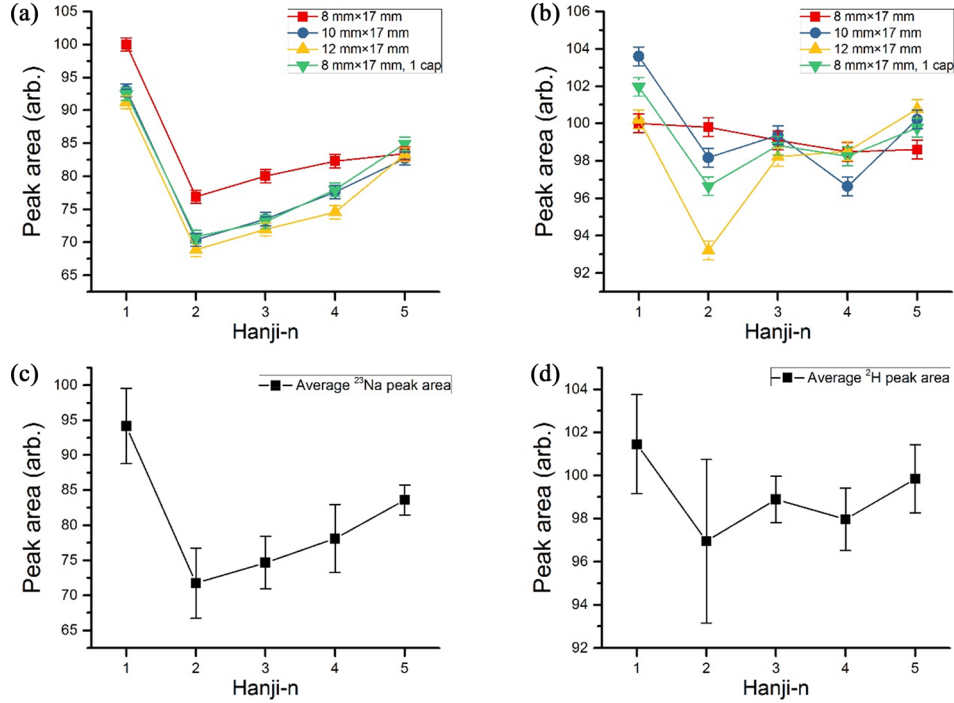 (a)
8 mm×17 mm
10 mm×17 mm
12 mm×17 mm
8 mm×17 mm, 1 cap
Peak area (arb.)
100
95
90
85
80
75
70
65
1 2 3 4 5
Hanji-n
(b)
8 mm×17 mm
10 mm×17 mm
12 mm×17 mm
8 mm×17 mm, 1 cap
Peak area (arb.)
106
104
102
100
98
96
94
92
1 2 3 4 5
Hanji-n
(c)
Average ²³Na peak area
Peak area (arb.)
100
95
90
85
80
75
70
65
1 2 3 4 5
Hanji-n
(d)
Average ²H peak area
Peak area (arb.)
104
102
100
98
96
94
92
1 2 3 4 5
Hanji-n